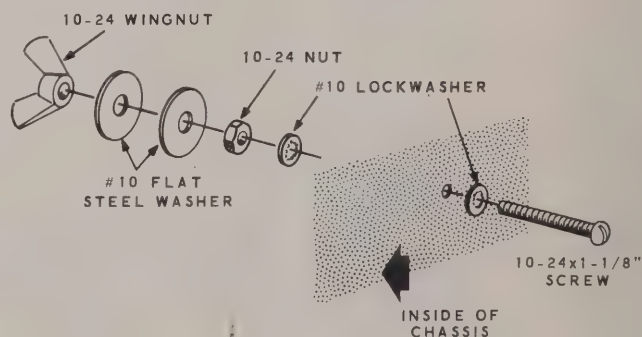 10-24 WINGNUT
10-24 NUT
#10 LOCKWASHER
#10 FLAT
STEEL WASHER
10-24x1-1/8"
SCREW
INSIDE OF
CHASSIS